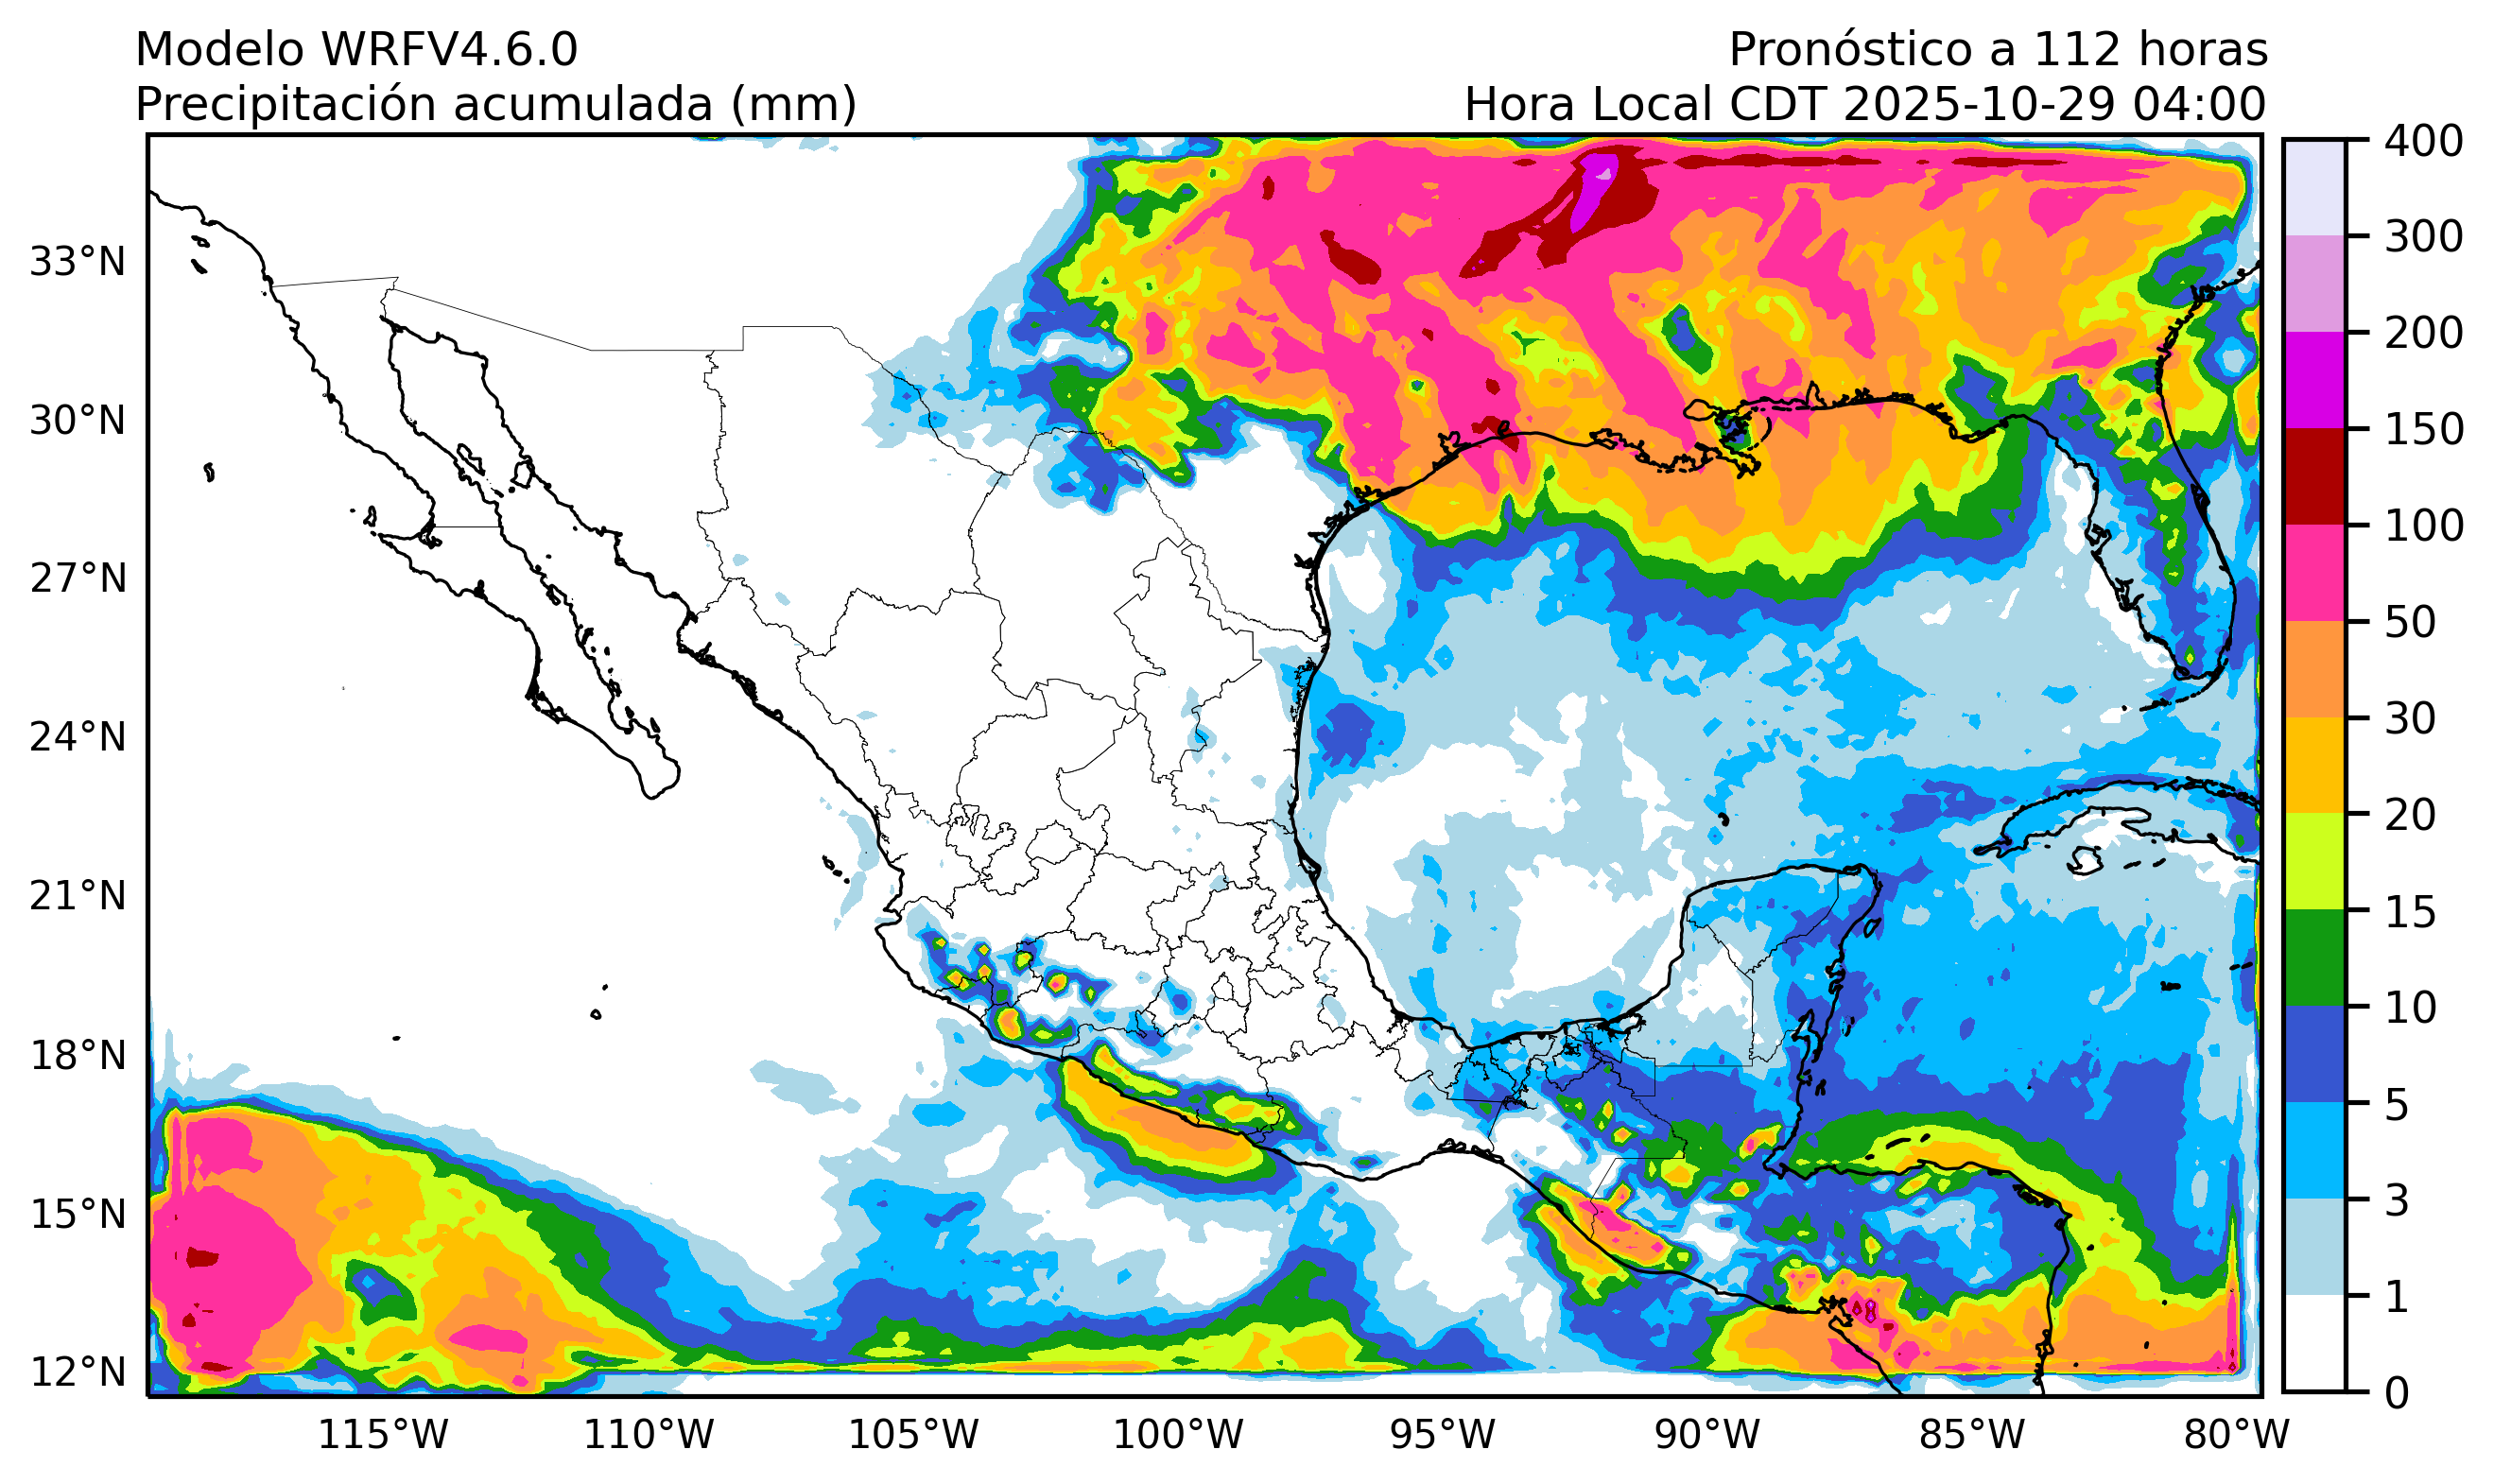 Modelo WRFV4.6.0
Pronóstico a 112 horas
Precipitación acumulada (mm)
Hora Local CDT 2025-10-29 04:00
400
300
200
150
100
50
30
20
15
10
5
3
1
0
33°N
30°N
27°N
24°N
21°N
18°N
15°N
12°N
115°W
110°W
105°W
100°W
95°W
90°W
85°W
80°W